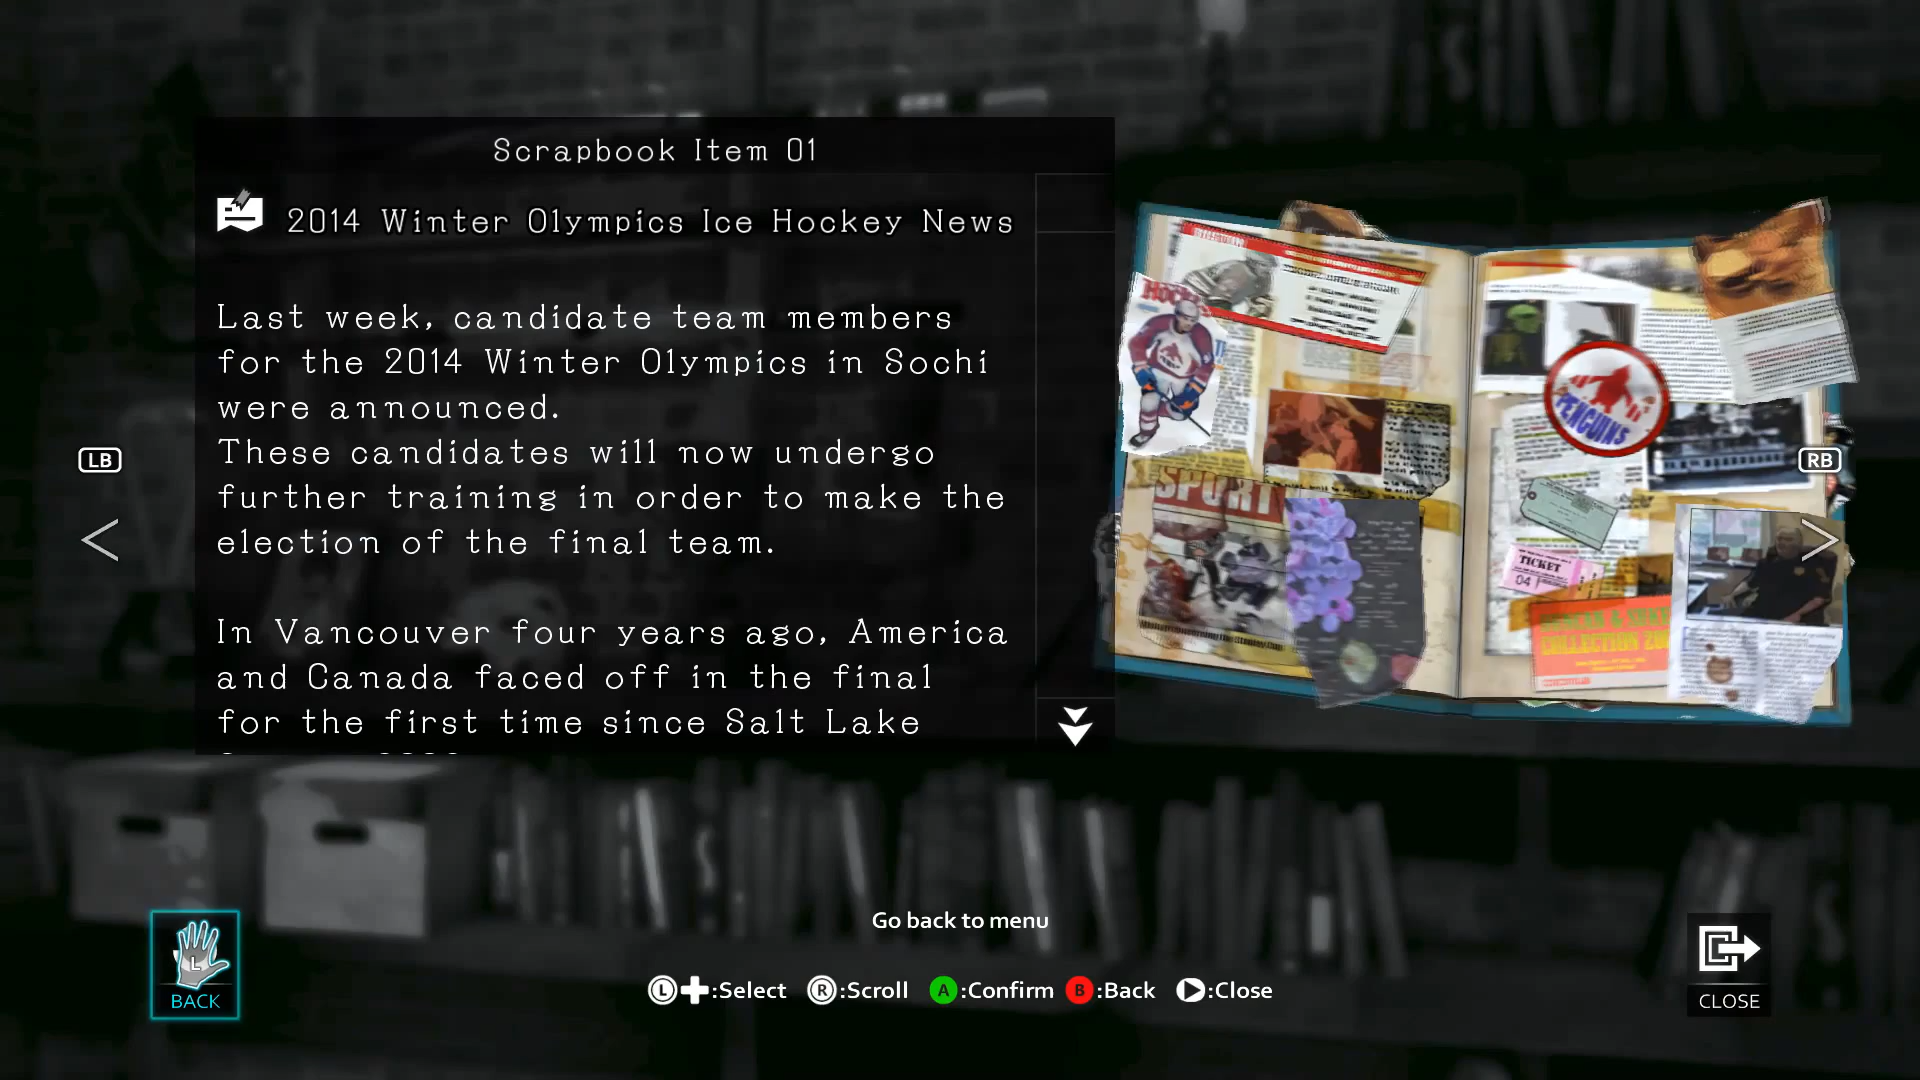 Scrapbook Item 01
2014 Winter Olympics Ice Hockey News
Last week, candidate team members
for the 2014 Winter Olympics in Sochi
were announced.
These candidates will now undergo
further training in order to make the
election of the final team.
In Vancouver four years ago, America
and Canada faced off in the final
for the first time since Salt Lake
LB
RB
SPORT
PENGUINS
TICKET
04
Go back to menu
L
BACK
L :Select R :Scroll A :Confirm B :Back :Close
CLOSE